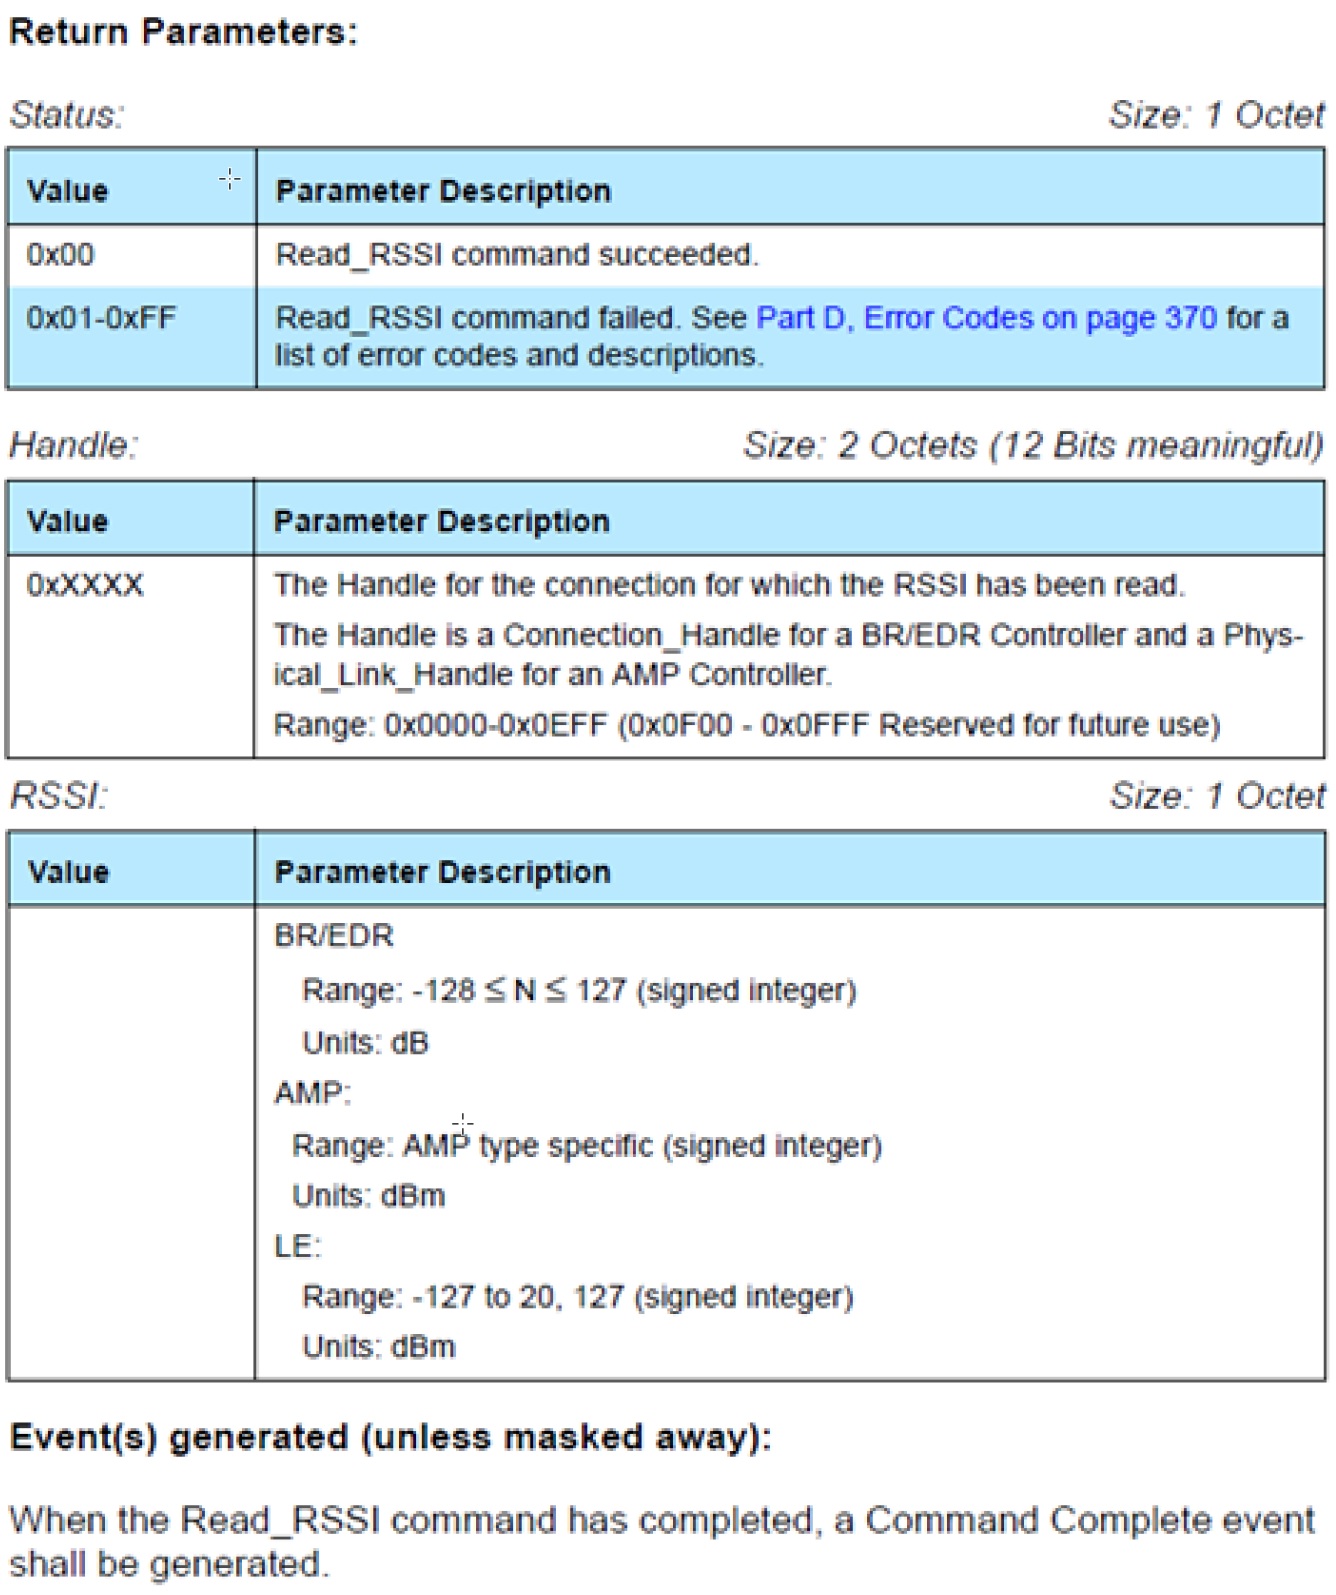 Return Parameters:
Status: Size: 1 Octet
Value Parameter Description
0x00 Read_RSSI command succeeded.
0x01-0xFF Read_RSSI command failed. See Part D, Error Codes on page 370 for a
list of error codes and descriptions.
Handle: Size: 2 Octets (12 Bits meaningful)
Value Parameter Description
0xXXXX The Handle for the connection for which the RSSI has been read.
The Handle is a Connection_Handle for a BR/EDR Controller and a Phys-
ical_Link_Handle for an AMP Controller.
Range: 0x0000-0x0EFF (0x0F00 - 0x0FFF Reserved for future use)
RSSI: Size: 1 Octet
Value Parameter Description
BR/EDR
Range: -128 ≤ N ≤ 127 (signed integer)
Units: dB
AMP:
Range: AMP type specific (signed integer)
Units: dBm
LE:
Range: -127 to 20, 127 (signed integer)
Units: dBm
Event(s) generated (unless masked away):
When the Read_RSSI command has completed, a Command Complete event
shall be generated.